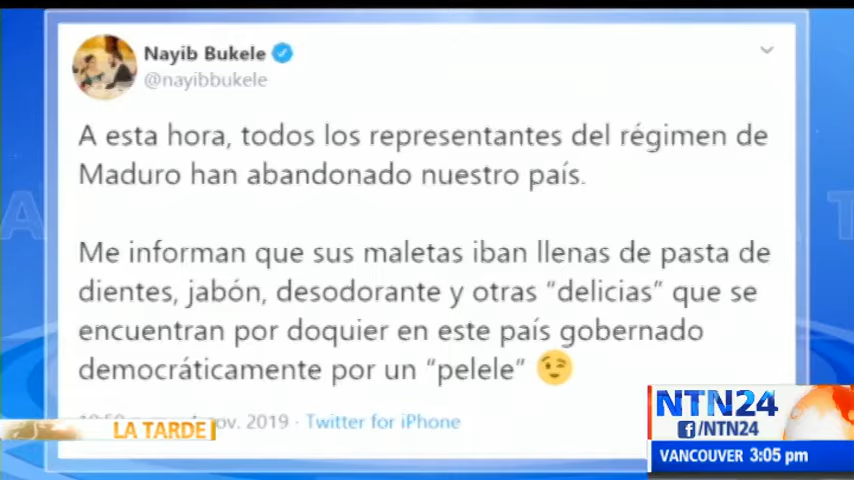 Nayib Bukele
@nayibbukele
A esta hora, todos los representantes del régimen de
Maduro han abandonado nuestro país.
Me informan que sus maletas iban llenas de pasta de
dientes, jabón, desodorante y otras "delicias" que se
encuentran por doquier en este país gobernado
democráticamente por un "pelele" 😉
nov. 2019 · Twitter for iPhone
LA TARDE
NTN24
f/NTN24
VANCOUVER 3:05 pm